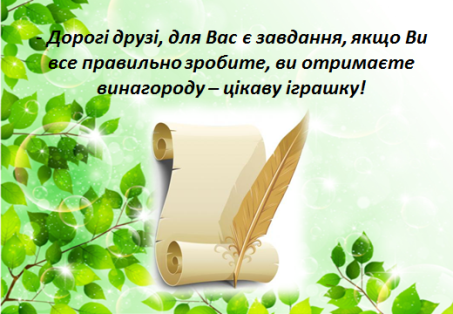 - Дорогі друзі, для Вас є завдання, якщо Ви
все правильно зробите, ви отримаєте
винагороду – цікаву іграшку!